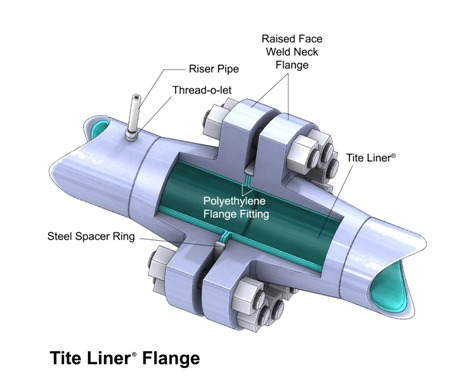 Raised Face
Weld Neck
Flange
Riser Pipe
Thread-o-let
Tite Liner®
Polyethylene
Flange Fitting
Steel Spacer Ring
Tite Liner® Flange